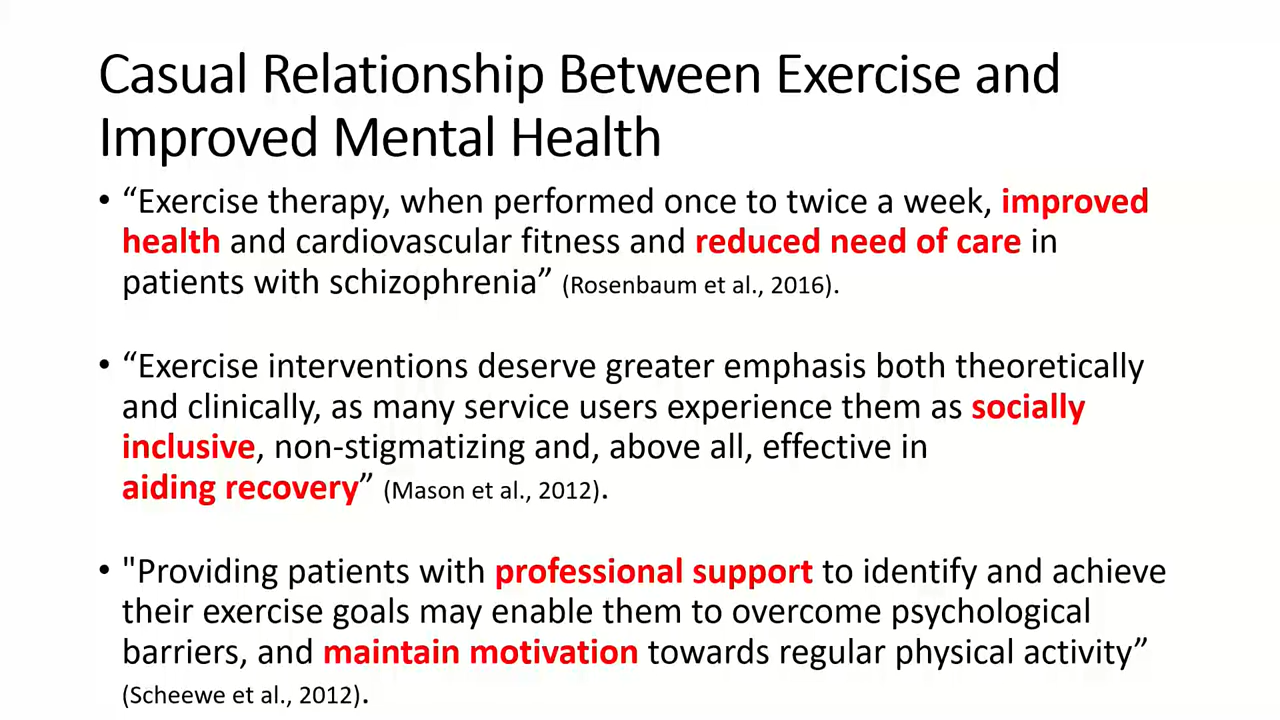 Casual Relationship Between Exercise and
Improved Mental Health
• “Exercise therapy, when performed once to twice a week, improved
health and cardiovascular fitness and reduced need of care in
patients with schizophrenia” (Rosenbaum et al., 2016).
• “Exercise interventions deserve greater emphasis both theoretically
and clinically, as many service users experience them as socially
inclusive, non-stigmatizing and, above all, effective in
aiding recovery” (Mason et al., 2012).
• "Providing patients with professional support to identify and achieve
their exercise goals may enable them to overcome psychological
barriers, and maintain motivation towards regular physical activity”
(Scheewe et al., 2012).